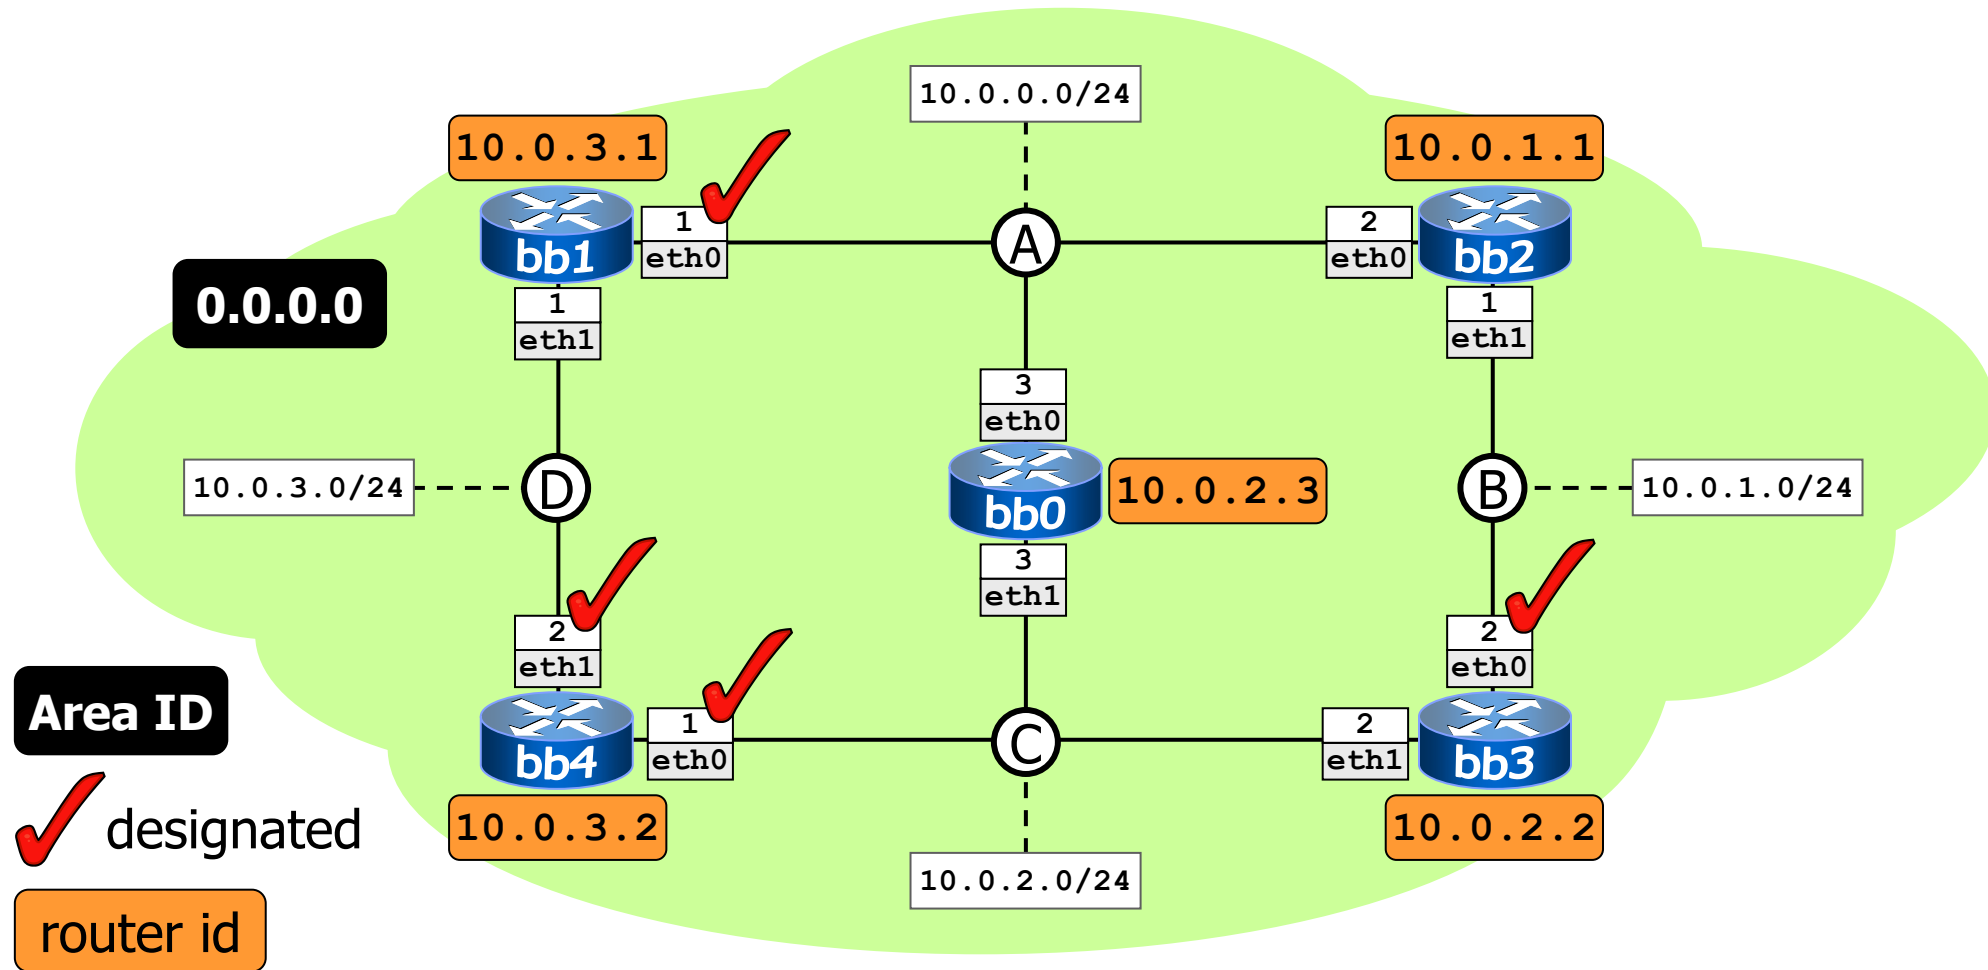 10.0.0.0/24
10.0.3.1
10.0.1.1
1
eth0
bb1
1
eth1
A
2
eth0
bb2
1
eth1
0.0.0.0
3
eth0
bb0
10.0.2.3
3
eth1
10.0.3.0/24
D
B
10.0.1.0/24
2
eth1
bb4
1
eth0
10.0.3.2
C
2
eth0
2
eth1
bb3
10.0.2.2
10.0.2.0/24
Area ID
designated
router id